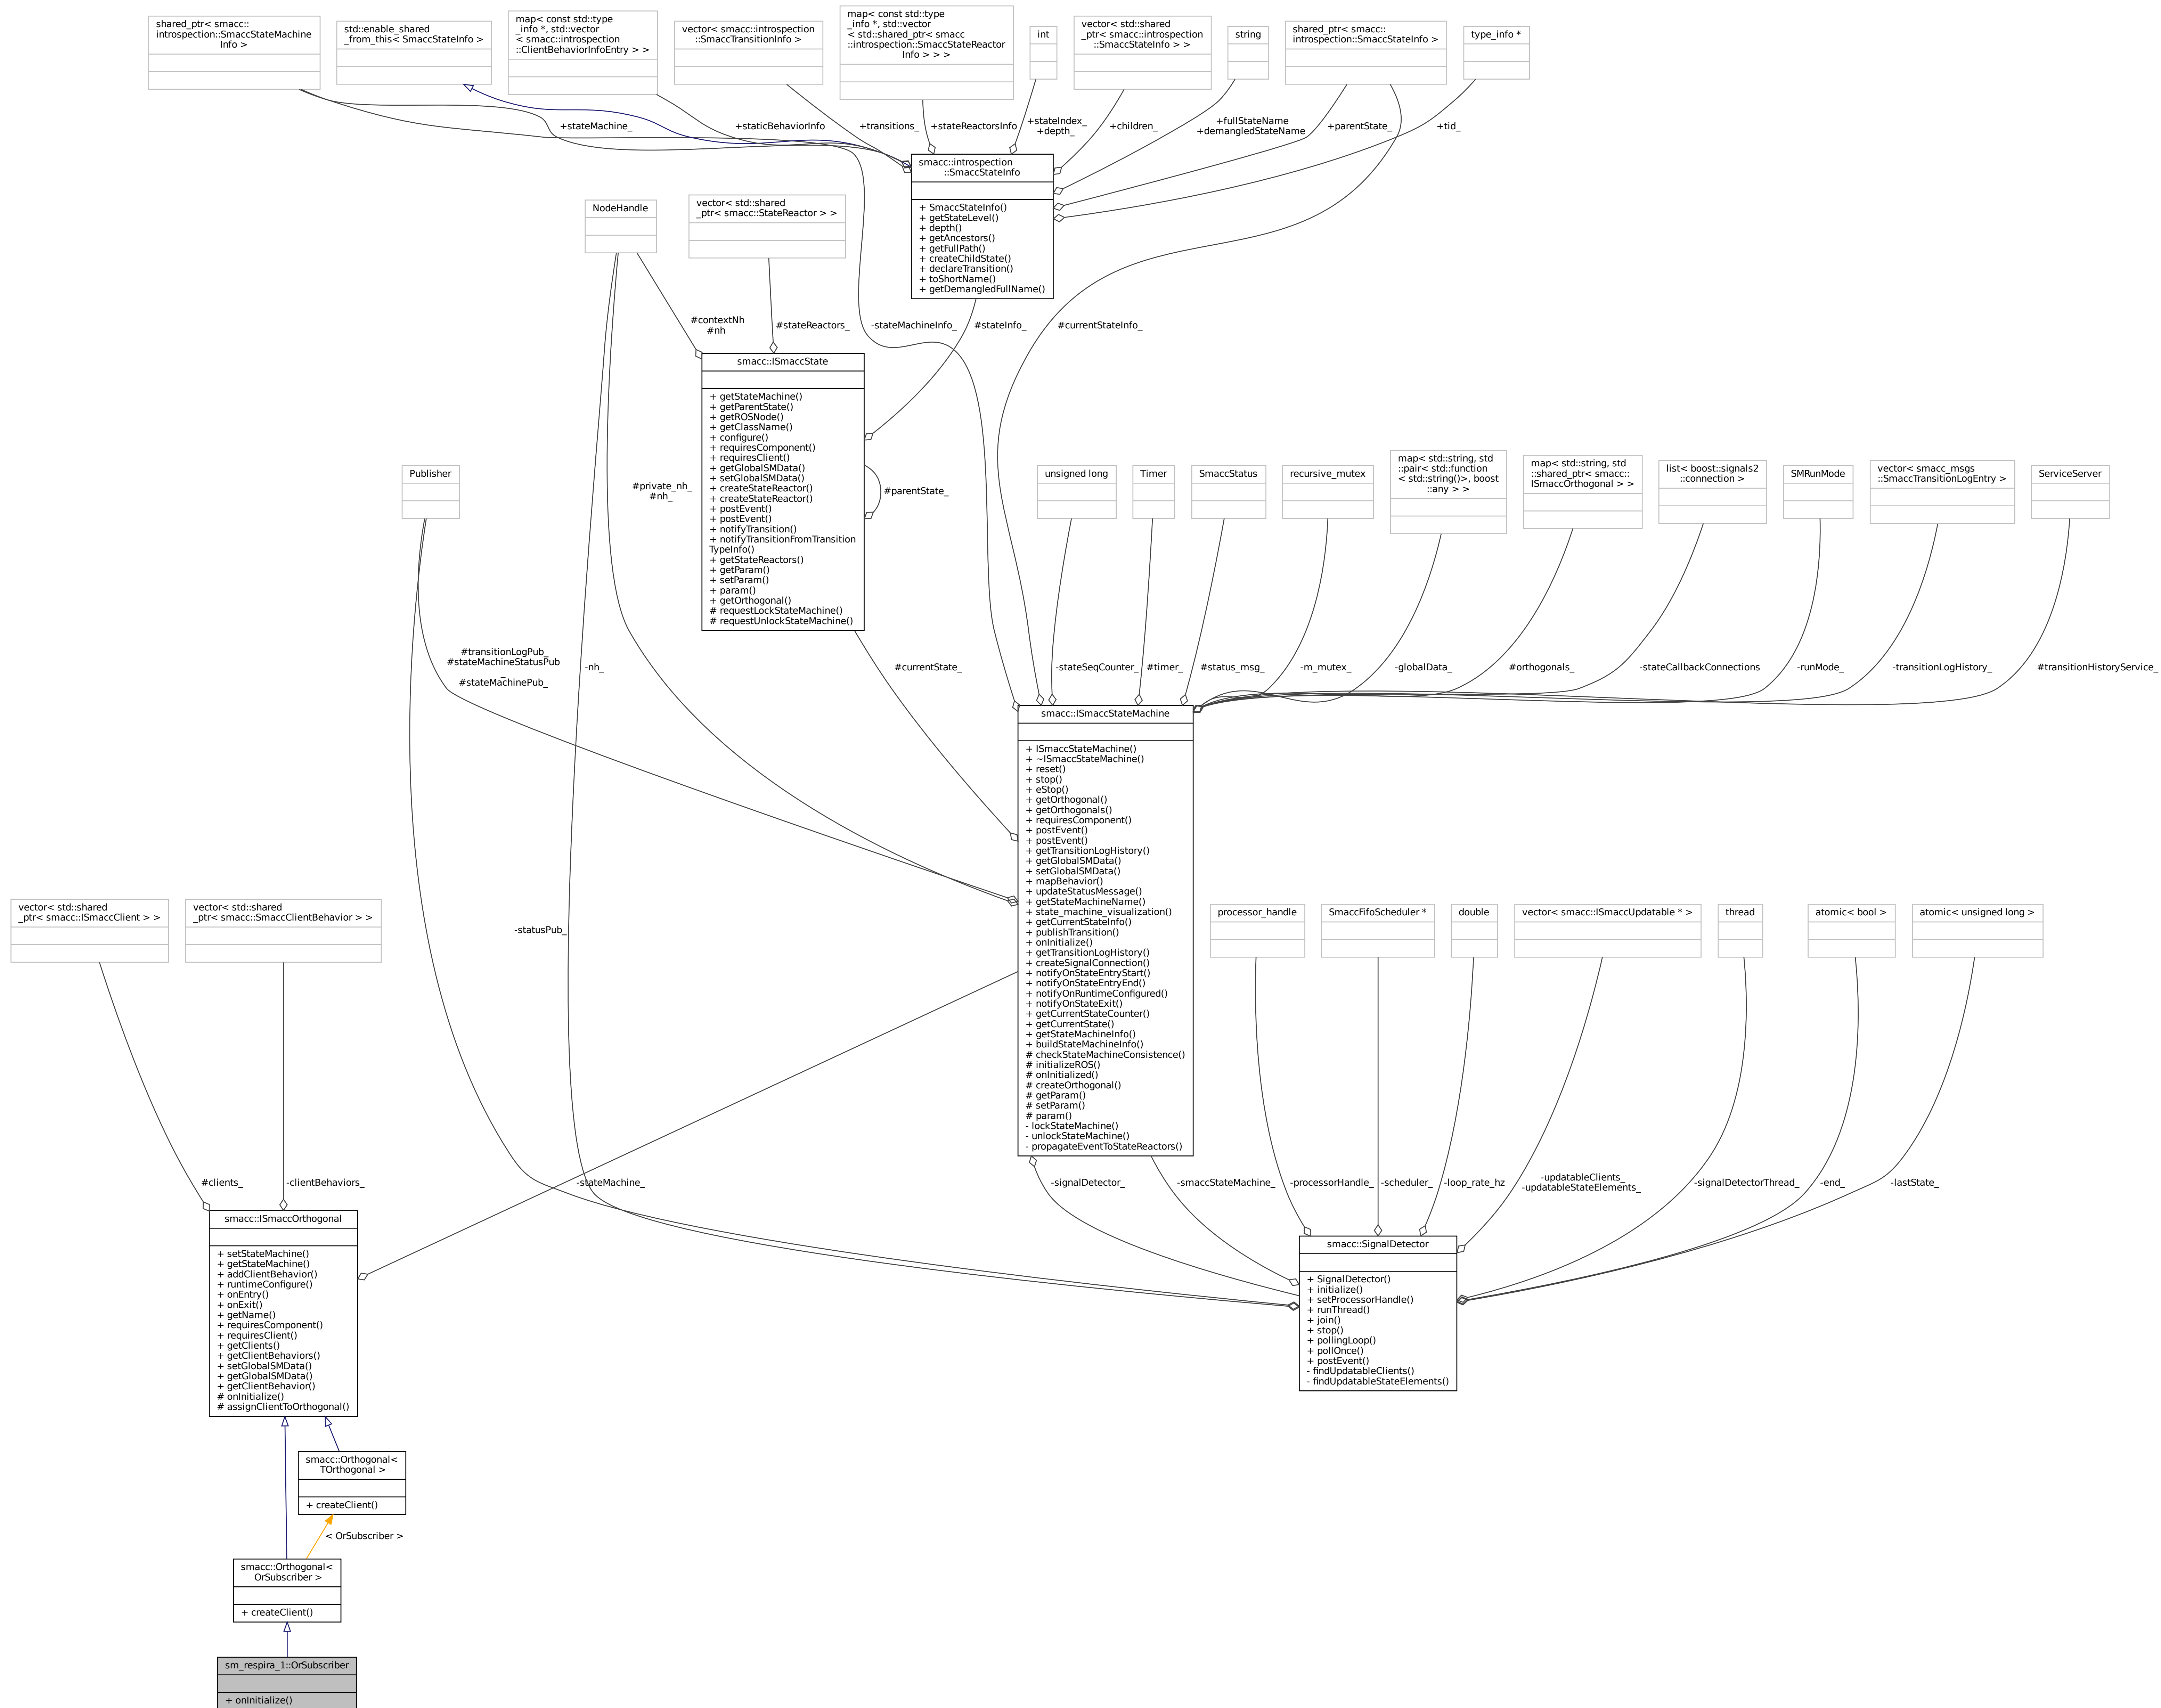 shared_ptr< smacc::
introspection::SmaccStateMachine
Info >
std::enable_shared
_from_this< SmaccStateInfo >
map< const std::type
_info *, std::vector
< smacc::introspection
::ClientBehaviorInfoEntry > >
vector< smacc::introspection
::SmaccTransitionInfo >
map< const std::type
_info *, std::vector
< std::shared_ptr< smacc
::introspection::SmaccStateReactor
Info > > >
int
vector< std::shared
_ptr< smacc::introspection
::SmaccStateInfo > >
string
shared_ptr< smacc::
introspection::SmaccStateInfo >
type_info *
+stateMachine_
+staticBehaviorInfo
+transitions_
+stateReactorsInfo
+stateIndex_
+depth_
+children_
+fullStateName
+demangledStateName
+parentState_
+tid_
smacc::introspection
::SmaccStateInfo
+ SmaccStateInfo()
+ getStateLevel()
+ depth()
+ getAncestors()
+ getFullPath()
+ createChildState()
+ declareTransition()
+ toShortName()
+ getDemangledFullName()
NodeHandle
vector< std::shared
_ptr< smacc::StateReactor > >
#contextNh
#nh
#stateReactors_
-stateMachineInfo_
#stateInfo_
#currentStateInfo_
smacc::ISmaccState
+ getStateMachine()
+ getParentState()
+ getROSNode()
+ getClassName()
+ configure()
+ requiresComponent()
+ requiresClient()
+ getGlobalSMData()
+ setGlobalSMData()
+ createStateReactor()
+ createStateReactor()
+ postEvent()
+ postEvent()
+ notifyTransition()
+ notifyTransitionFromTransition
TypeInfo()
+ getStateReactors()
+ getParam()
+ setParam()
+ param()
+ getOrthogonal()
# requestLockStateMachine()
# requestUnlockStateMachine()
#parentState_
Publisher
#private_nh_
#nh_
unsigned long
Timer
SmaccStatus
recursive_mutex
map< std::string, std
::pair< std::function
< std::string()>, boost
::any > >
map< std::string, std
::shared_ptr< smacc::
ISmaccOrthogonal > >
list< boost::signals2
::connection >
SMRunMode
vector< smacc_msgs
::SmaccTransitionLogEntry >
ServiceServer
#transitionLogPub_
#stateMachineStatusPub
_
#stateMachinePub_
-nh_
#currentState_
-stateSeqCounter_
#timer_
#status_msg_
-m_mutex_
-globalData_
#orthogonals_
-stateCallbackConnections
-runMode_
-transitionLogHistory_
#transitionHistoryService_
smacc::ISmaccStateMachine
+ ISmaccStateMachine()
+ ~ISmaccStateMachine()
+ reset()
+ stop()
+ eStop()
+ getOrthogonal()
+ getOrthogonals()
+ requiresComponent()
+ postEvent()
+ postEvent()
+ getTransitionLogHistory()
+ getGlobalSMData()
+ setGlobalSMData()
+ mapBehavior()
+ updateStatusMessage()
+ getStateMachineName()
+ state_machine_visualization()
+ getCurrentStateInfo()
+ publishTransition()
+ onInitialize()
+ getTransitionLogHistory()
+ createSignalConnection()
+ notifyOnStateEntryStart()
+ notifyOnStateEntryEnd()
+ notifyOnRuntimeConfigured()
+ notifyOnStateExit()
+ getCurrentStateCounter()
+ getCurrentState()
+ getStateMachineInfo()
+ buildStateMachineInfo()
# checkStateMachineConsistence()
# initializeROS()
# onInitialized()
# createOrthogonal()
# getParam()
# setParam()
# param()
- lockStateMachine()
- unlockStateMachine()
- propagateEventToStateReactors()
vector< std::shared
_ptr< smacc::ISmaccClient > >
vector< std::shared
_ptr< smacc::SmaccClientBehavior > >
-statusPub_
processor_handle
SmaccFifoScheduler *
double
vector< smacc::ISmaccUpdatable * >
thread
atomic< bool >
atomic< unsigned long >
#clients_
-clientBehaviors_
-stateMachine_
-signalDetector_
-smaccStateMachine_
-processorHandle_
-scheduler_
-loop_rate_hz
-updatableClients_
-updatableStateElements_
-signalDetectorThread_
-end_
-lastState_
smacc::ISmaccOrthogonal
+ setStateMachine()
+ getStateMachine()
+ addClientBehavior()
+ runtimeConfigure()
+ onEntry()
+ onExit()
+ getName()
+ requiresComponent()
+ requiresClient()
+ getClients()
+ getClientBehaviors()
+ setGlobalSMData()
+ getGlobalSMData()
+ getClientBehavior()
# onInitialize()
# assignClientToOrthogonal()
smacc::SignalDetector
+ SignalDetector()
+ initialize()
+ setProcessorHandle()
+ runThread()
+ join()
+ stop()
+ pollingLoop()
+ pollOnce()
+ postEvent()
- findUpdatableClients()
- findUpdatableStateElements()
smacc::Orthogonal<
TOrthogonal >
+ createClient()
< OrSubscriber >
smacc::Orthogonal<
OrSubscriber >
+ createClient()
sm_respira_1::OrSubscriber
+ onInitialize()